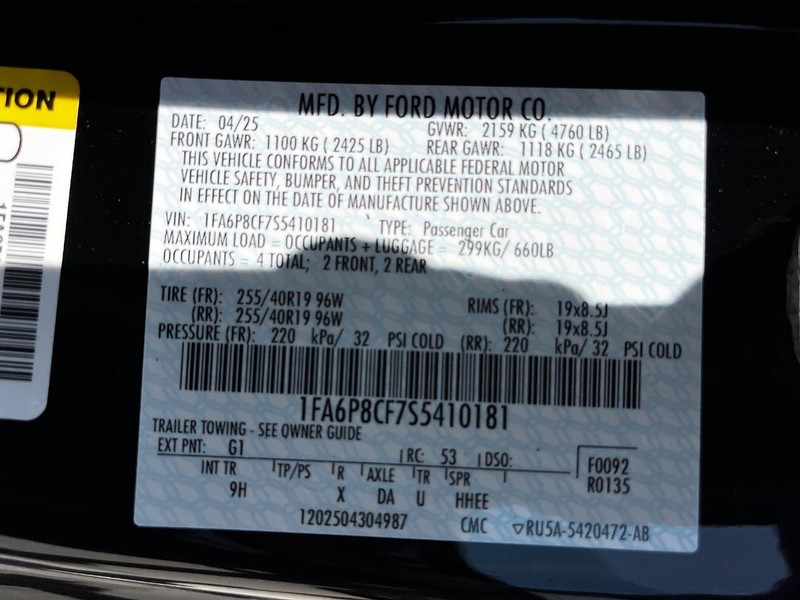 TION
MFD. BY FORD MOTOR CO.
DATE: 04/25 GVWR: 2159 KG ( 4760 LB)
FRONT GAWR: 1100 KG ( 2425 LB) REAR GAWR: 1118 KG ( 2465 LB)
THIS VEHICLE CONFORMS TO ALL APPLICABLE FEDERAL MOTOR
VEHICLE SAFETY, BUMPER, AND THEFT PREVENTION STANDARDS
IN EFFECT ON THE DATE OF MANUFACTURE SHOWN ABOVE.
VIN: 1FA6P8CF7S5410181 TYPE: Passenger Car
MAXIMUM LOAD = OCCUPANTS + LUGGAGE = 299KG/ 660LB
OCCUPANTS = 4 TOTAL; 2 FRONT, 2 REAR
TIRE (FR): 255/40R19 96W RIMS (FR): 19x8.5J
(RR): 255/40R19 96W (RR): 19x8.5J
PRESSURE (FR): 220 kPa/ 32 PSI COLD (RR): 220 kPa/ 32 PSI COLD
1FA6P8CF7S5410181
TRAILER TOWING - SEE OWNER GUIDE
EXT PNT: G1 RC: 53 DSO: F0092
INT TR TP/PS R AXLE TR SPR R0135
9H X DA U HHEE
1202504304987 CMC ▽RU5A-5420472-AB